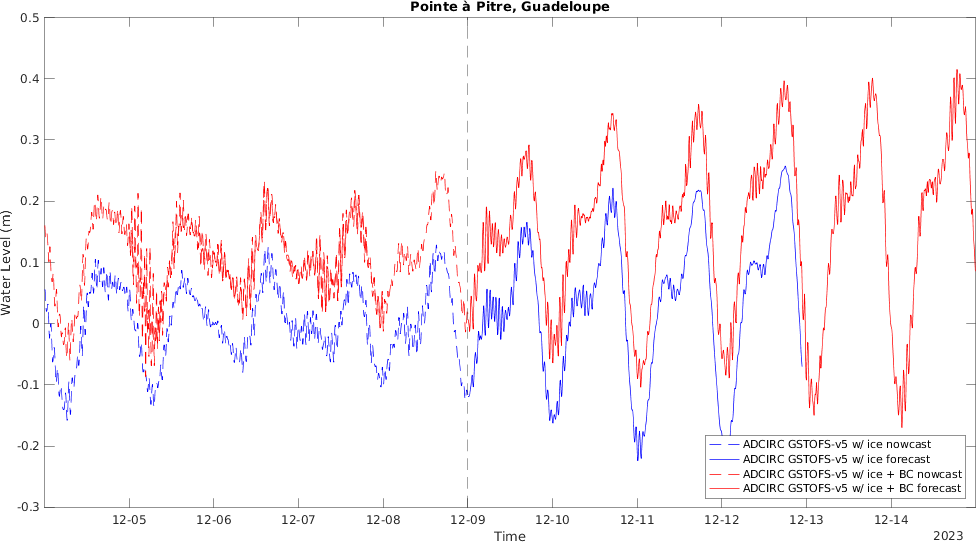 Pointe à Pitre, Guadeloupe
0.5
0.4
0.3
0.2
0.1
0
-0.1
-0.2
-0.3
Water Level (m)
12-05 12-06 12-07 12-08 12-09 12-10 12-11 12-12 12-13 12-14
Time
2023
ADCIRC GSTOFS-v5 w/ ice nowcast
ADCIRC GSTOFS-v5 w/ ice forecast
ADCIRC GSTOFS-v5 w/ ice + BC nowcast
ADCIRC GSTOFS-v5 w/ ice + BC forecast